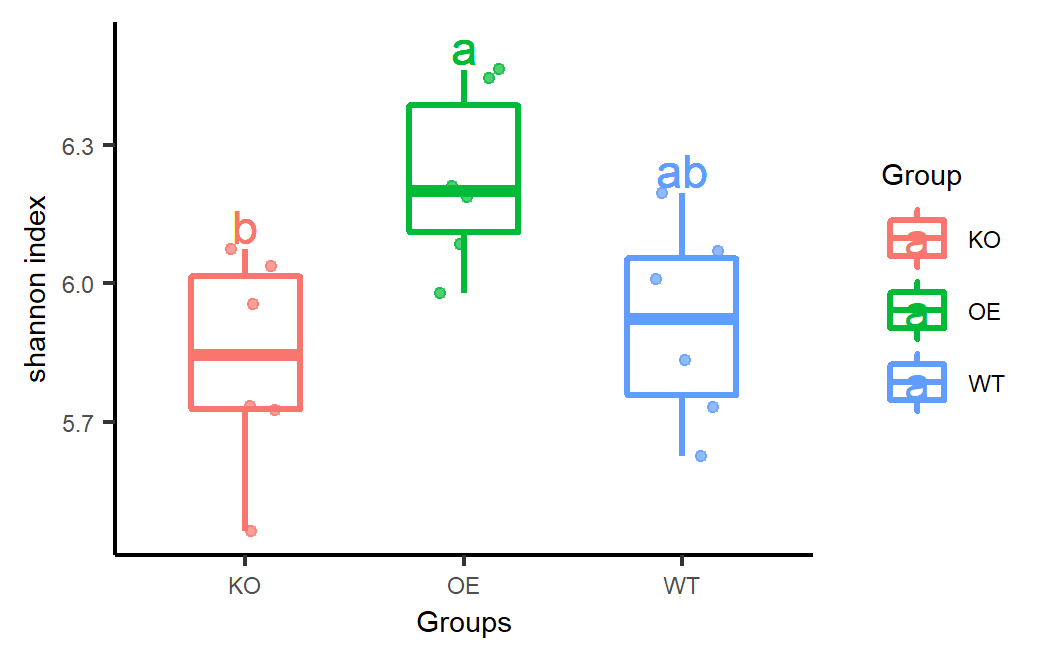 a
ab
b
6.3
6.0
5.7
shannon index
KO
OE
WT
Groups
Group
a KO
a OE
a WT